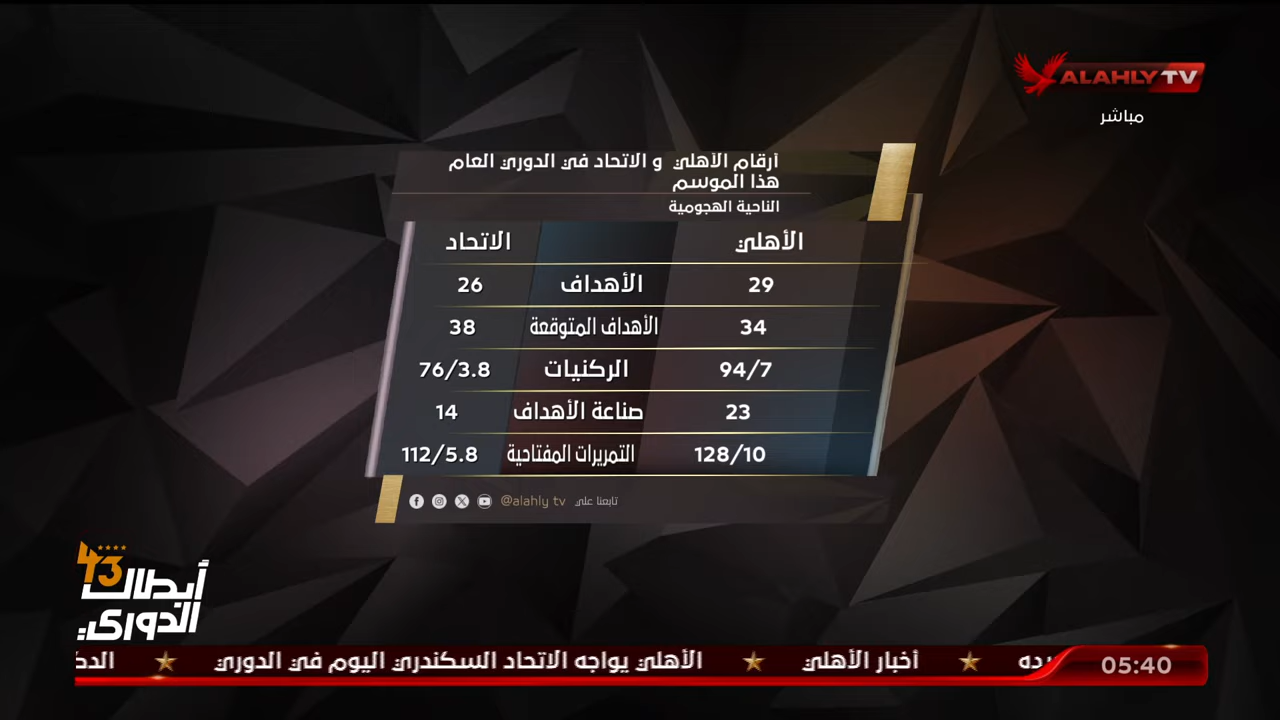 ALAHLY TV
مباشر
أرقام الأهلي و الاتحاد في الدوري العام
هذا الموسم
الناحية الهجومية
الأهلي الاتحاد
29 الأهداف 26
34 الأهداف المتوقعة 38
94/7 الركنيات 76/3.8
23 صناعة الأهداف 14
128/10 التمريرات المفتاحية 112/5.8
تابعنا علي @alahly tv
43
أبطال
الدوري
05:40 أخبار الأهلي الأهلي يواجه الاتحاد السكندري اليوم في الدوري